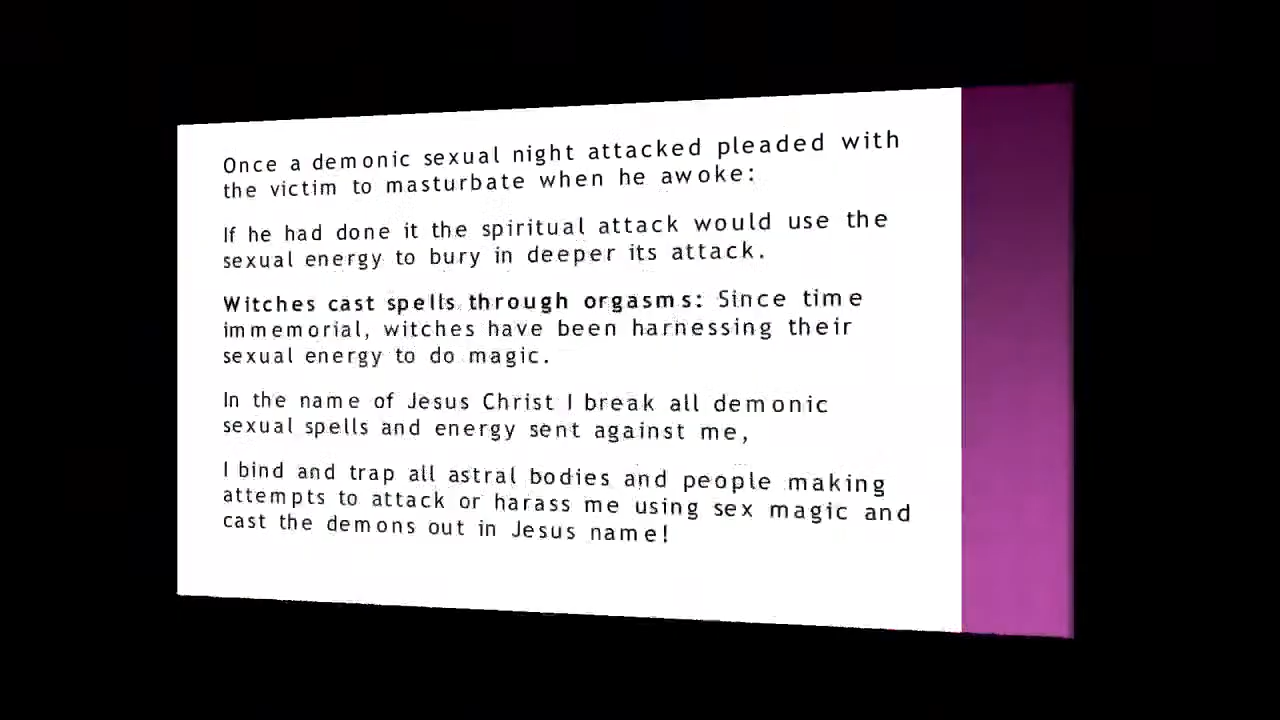 Once a demonic sexual night attacked pleaded with
the victim to masturbate when he awoke:
If he had done it the spiritual attack would use the
sexual energy to bury in deeper its attack.
Witches cast spells through orgasms: Since time
immemorial, witches have been harnessing their
sexual energy to do magic.
In the name of Jesus Christ I break all demonic
sexual spells and energy sent against me,
I bind and trap all astral bodies and people making
attempts to attack or harass me using sex magic and
cast the demons out in Jesus name!